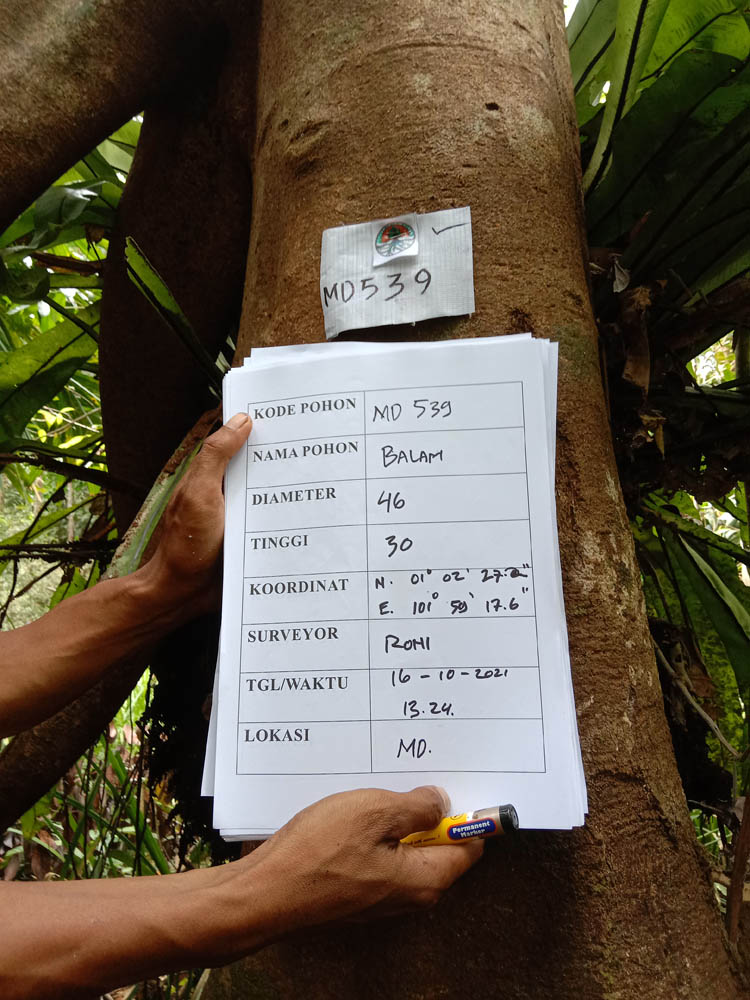 MD539
KODE POHON MD 539
NAMA POHON BALAM
DIAMETER 46
TINGGI 30
KOORDINAT N. 01° 02' 27.2"
E. 101° 59' 17.6"
SURVEYOR ROMI
TGL/WAKTU 16-10-2021
13.24.
LOKASI MD.
Permanent
Marker